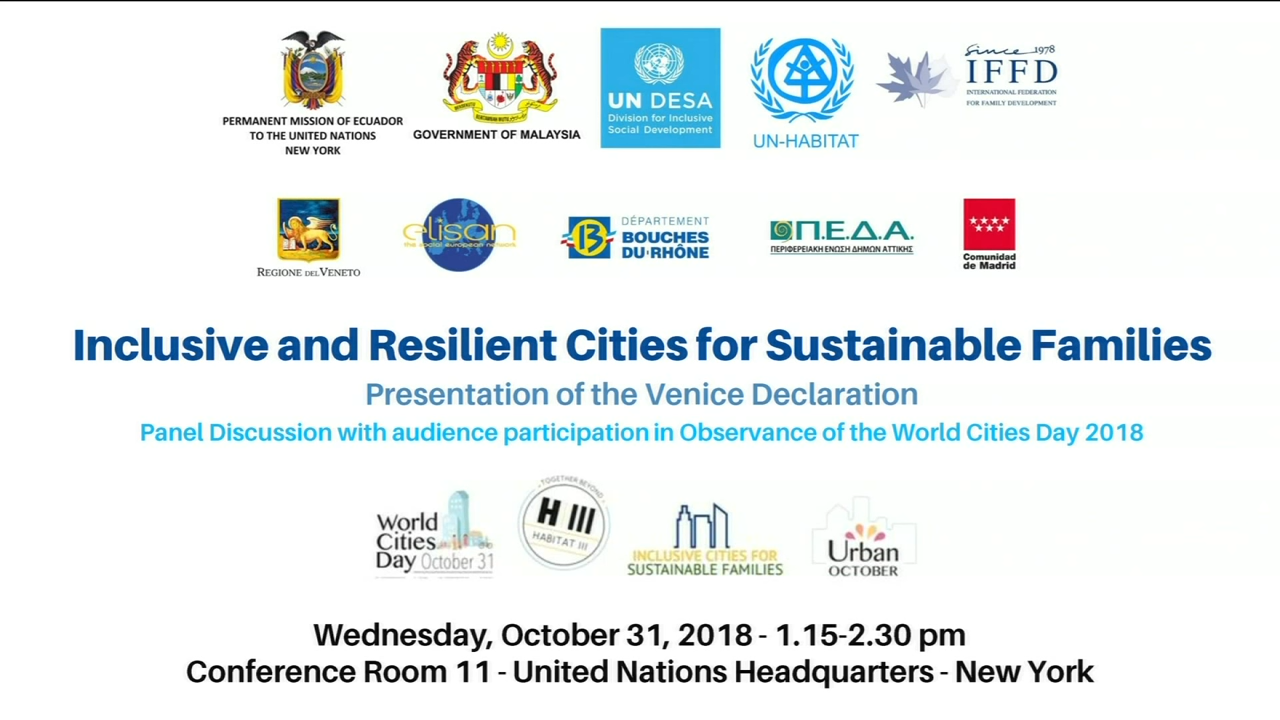 PERMANENT MISSION OF ECUADOR
TO THE UNITED NATIONS
NEW YORK
GOVERNMENT OF MALAYSIA
UN DESA
Division for Inclusive
Social Development
UN-HABITAT
Since 1978
IFFD
INTERNATIONAL FEDERATION
FOR FAMILY DEVELOPMENT
REGIONE DEL VENETO
elisan
the social european network
13
DÉPARTEMENT
BOUCHES
DU·RHÔNE
Π.Ε.Δ.Α.
ΠΕΡΙΦΕΡΕΙΑΚΗ ΕΝΩΣΗ ΔΗΜΩΝ ΑΤΤΙΚΗΣ
Comunidad
de Madrid
Inclusive and Resilient Cities for Sustainable Families
Presentation of the Venice Declaration
Panel Discussion with audience participation in Observance of the World Cities Day 2018
World
Cities
Day October 31
TOGETHER BEYOND
H III
HABITAT III
INCLUSIVE CITIES FOR
SUSTAINABLE FAMILIES
Urban
OCTOBER
Wednesday, October 31, 2018 - 1.15-2.30 pm
Conference Room 11 - United Nations Headquarters - New York